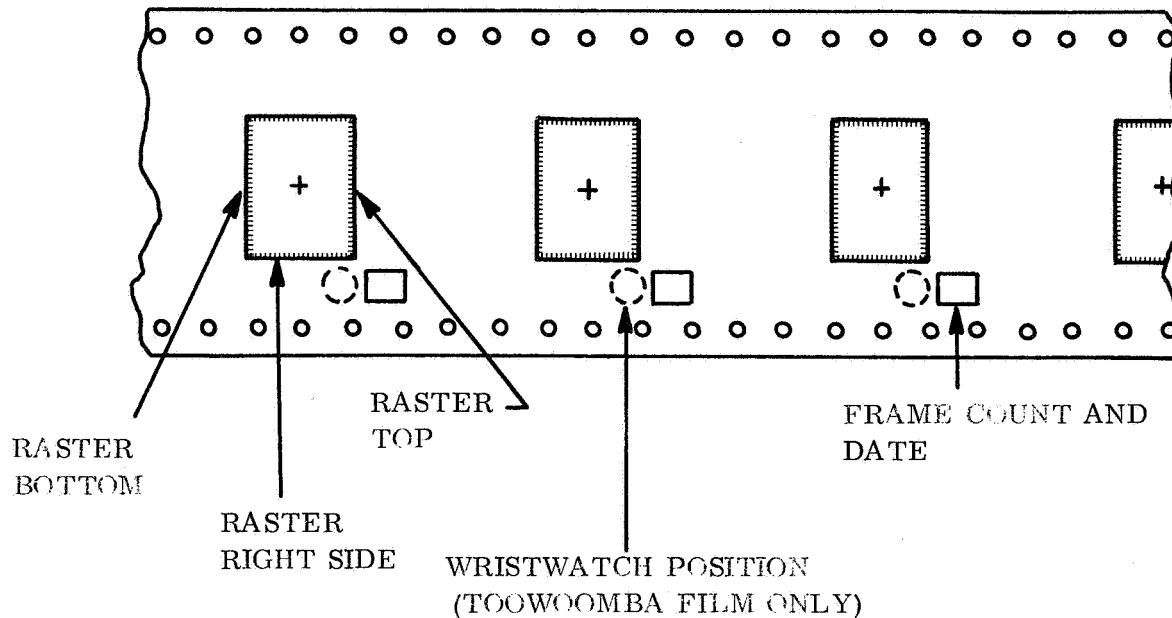 RASTER
TOP
FRAME COUNT AND
DATE
RASTER
BOTTOM
RASTER
RIGHT SIDE
WRISTWATCH POSITION
(TOOWOOMBA FILM ONLY)